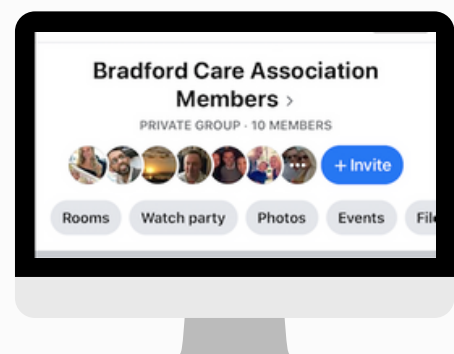 Bradford Care Association
Members >
PRIVATE GROUP · 10 MEMBERS
+ Invite
Rooms Watch party Photos Events